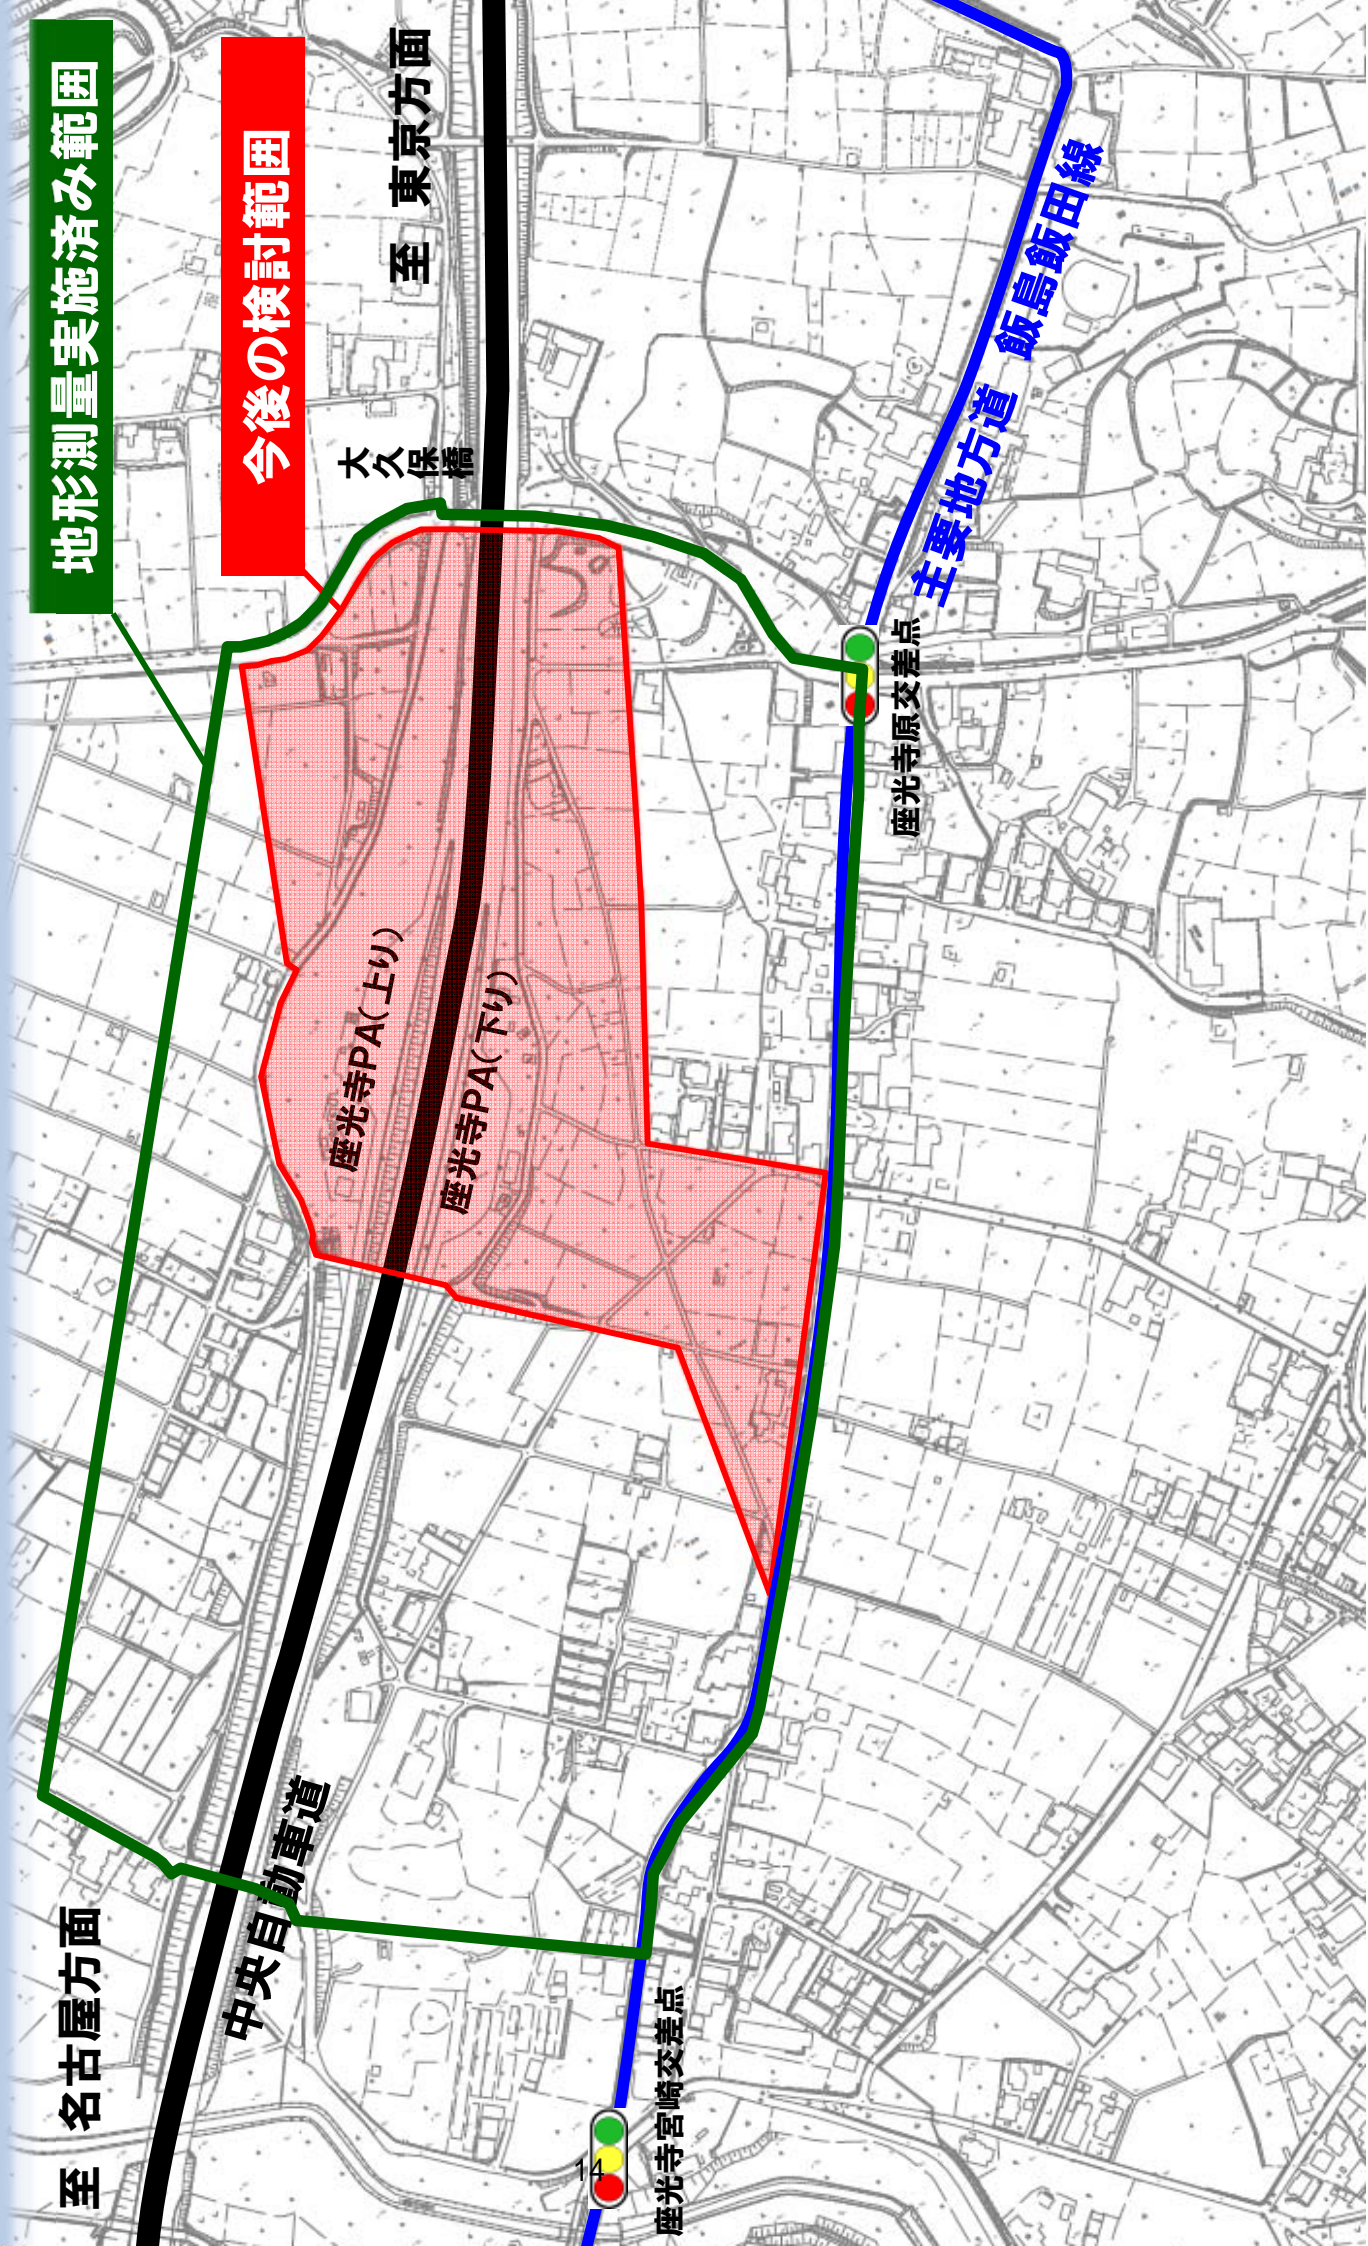 地形測量実施済み範囲
今後の検討範囲
至 東京方面
大久保橋
主要地方道 飯島飯田線
座光寺原交差点
座光寺PA(上り)
座光寺PA(下り)
中央自動車道
至 名古屋方面
座光寺宮崎交差点
14